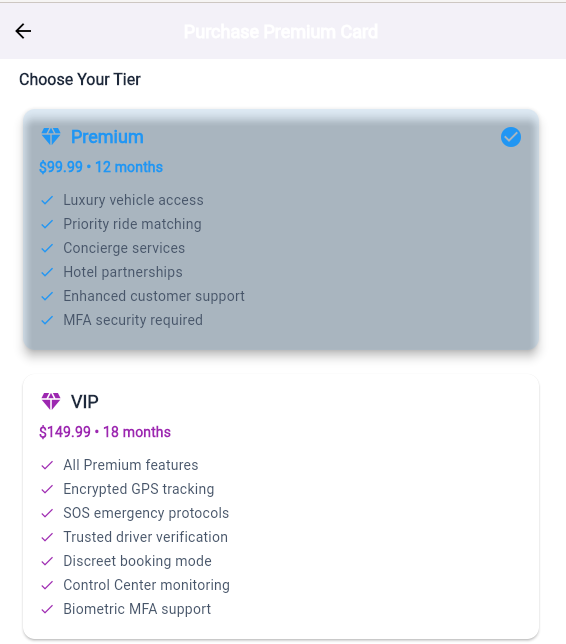 Purchase Premium Card
Choose Your Tier
Premium
$99.99 • 12 months
Luxury vehicle access
Priority ride matching
Concierge services
Hotel partnerships
Enhanced customer support
MFA security required
VIP
$149.99 • 18 months
All Premium features
Encrypted GPS tracking
SOS emergency protocols
Trusted driver verification
Discreet booking mode
Control Center monitoring
Biometric MFA support